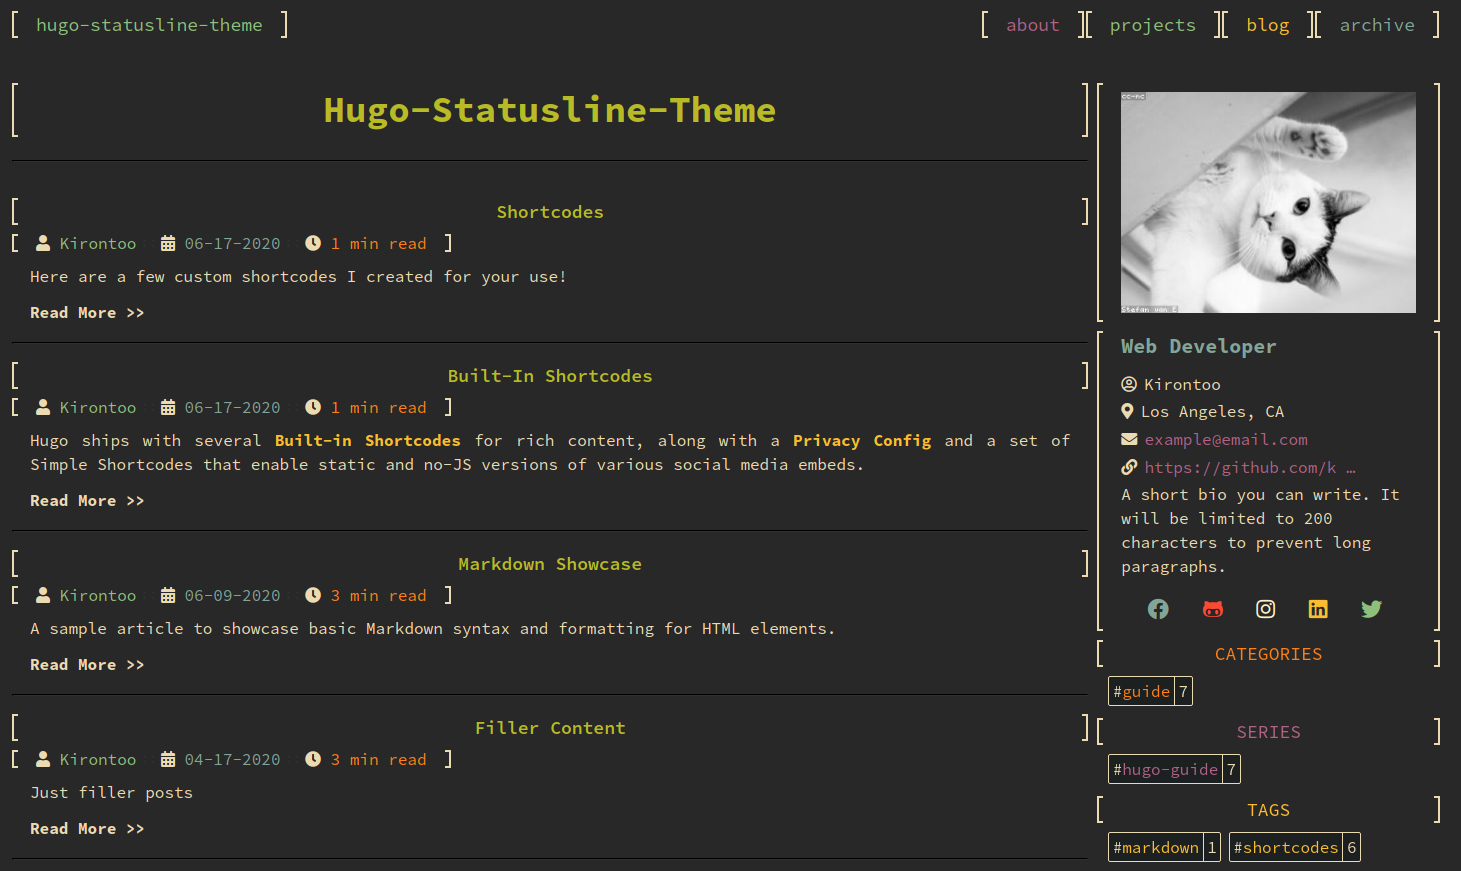 hugo-statusline-theme
about
projects
blog
archive
Hugo-Statusline-Theme
Shortcodes
Kirontoo 06-17-2020 1 min read
Here are a few custom shortcodes I created for your use!
Read More >>
Built-In Shortcodes
Kirontoo 06-17-2020 1 min read
Hugo ships with several Built-in Shortcodes for rich content, along with a Privacy Config and a set of
Simple Shortcodes that enable static and no-JS versions of various social media embeds.
Read More >>
Markdown Showcase
Kirontoo 06-09-2020 3 min read
A sample article to showcase basic Markdown syntax and formatting for HTML elements.
Read More >>
Filler Content
Kirontoo 04-17-2020 3 min read
Just filler posts
Read More >>
cc-nc
Stefan van E
Web Developer
Kirontoo
Los Angeles, CA
example@email.com
https://github.com/k …
A short bio you can write. It
will be limited to 200
characters to prevent long
paragraphs.
CATEGORIES
#guide 7
SERIES
#hugo-guide 7
TAGS
#markdown 1 #shortcodes 6